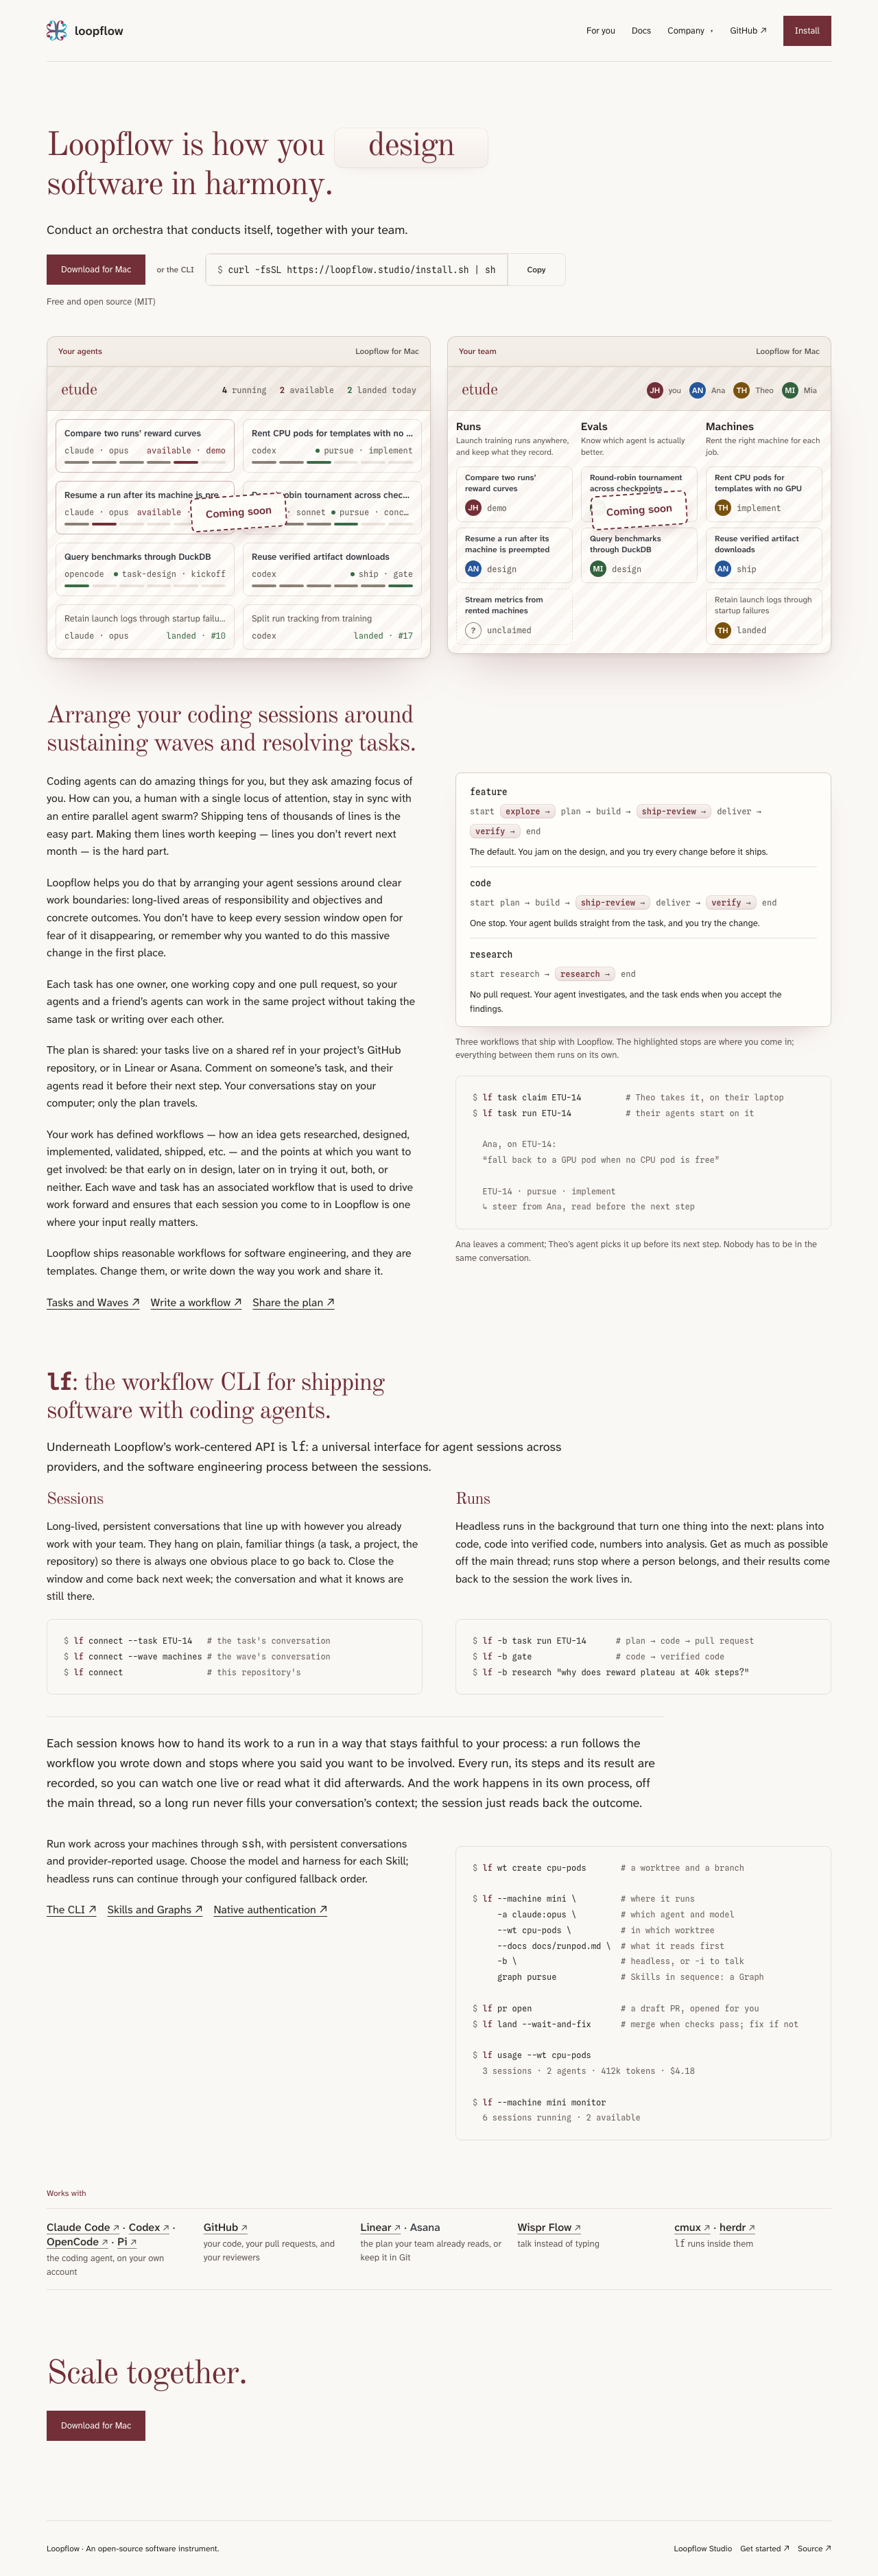 loopflow
For you Docs Company ▾ GitHub ↗ Install
Loopflow is how you design
software in harmony.
Conduct an orchestra that conducts itself, together with your team.
Download for Mac or the CLI $ curl -fsSL https://loopflow.studio/install.sh | sh Copy
Free and open source (MIT)
Your agents Loopflow for Mac
etude 4 running 2 available 2 landed today
Compare two runs’ reward curves
claude · opus available · demo
Rent CPU pods for templates with no ...
codex pursue · implement
Resume a run after its machine is pre...
claude · opus available
robin tournament across chec...
sonnet pursue · conc...
Coming soon
Query benchmarks through DuckDB
opencode task-design · kickoff
Reuse verified artifact downloads
codex ship · gate
Retain launch logs through startup failu...
claude · opus landed · #10
Split run tracking from training
codex landed · #17
Your team Loopflow for Mac
etude JH you AN Ana TH Theo MI Mia
Runs
Launch training runs anywhere,
and keep what they record.
Compare two runs’
reward curves
JH demo
Resume a run after its
machine is preempted
AN design
Stream metrics from
rented machines
? unclaimed
Evals
Know which agent is actually
better.
Round-robin tournament
across checkpoints
Coming soon
Query benchmarks
through DuckDB
MI design
Machines
Rent the right machine for each
job.
Rent CPU pods for
templates with no GPU
TH implement
Reuse verified artifact
downloads
AN ship
Retain launch logs through
startup failures
TH landed
Arrange your coding sessions around
sustaining waves and resolving tasks.
Coding agents can do amazing things for you, but they ask amazing focus of
you. How can you, a human with a single locus of attention, stay in sync with
an entire parallel agent swarm? Shipping tens of thousands of lines is the
easy part. Making them lines worth keeping — lines you don’t revert next
month — is the hard part.
Loopflow helps you do that by arranging your agent sessions around clear
work boundaries: long-lived areas of responsibility and objectives and
concrete outcomes. You don’t have to keep every session window open for
fear of it disappearing, or remember why you wanted to do this massive
change in the first place.
Each task has one owner, one working copy and one pull request, so your
agents and a friend’s agents can work in the same project without taking the
same task or writing over each other.
The plan is shared: your tasks live on a shared ref in your project’s GitHub
repository, or in Linear or Asana. Comment on someone’s task, and their
agents read it before their next step. Your conversations stay on your
computer; only the plan travels.
Your work has defined workflows — how an idea gets researched, designed,
implemented, validated, shipped, etc. — and the points at which you want to
get involved: be that early on in design, later on in trying it out, both, or
neither. Each wave and task has an associated workflow that is used to drive
work forward and ensures that each session you come to in Loopflow is one
where your input really matters.
Loopflow ships reasonable workflows for software engineering, and they are
templates. Change them, or write down the way you work and share it.
Tasks and Waves ↗ Write a workflow ↗ Share the plan ↗
feature
start explore → plan → build → ship-review → deliver →
verify → end
The default. You jam on the design, and you try every change before it ships.
code
start plan → build → ship-review → deliver → verify → end
One stop. Your agent builds straight from the task, and you try the change.
research
start research → research → end
No pull request. Your agent investigates, and the task ends when you accept the
findings.
Three workflows that ship with Loopflow. The highlighted stops are where you come in;
everything between them runs on its own.
$ lf task claim ETU-14 # Theo takes it, on their laptop
$ lf task run ETU-14 # their agents start on it
Ana, on ETU-14:
“fall back to a GPU pod when no CPU pod is free”
ETU-14 · pursue · implement
↳ steer from Ana, read before the next step
Ana leaves a comment; Theo’s agent picks it up before its next step. Nobody has to be in the
same conversation.
lf: the workflow CLI for shipping
software with coding agents.
Underneath Loopflow’s work-centered API is lf: a universal interface for agent sessions across
providers, and the software engineering process between the sessions.
Sessions
Long-lived, persistent conversations that line up with however you already
work with your team. They hang on plain, familiar things (a task, a project, the
repository) so there is always one obvious place to go back to. Close the
window and come back next week; the conversation and what it knows are
still there.
$ lf connect --task ETU-14 # the task's conversation
$ lf connect --wave machines # the wave's conversation
$ lf connect # this repository's
Runs
Headless runs in the background that turn one thing into the next: plans into
code, code into verified code, numbers into analysis. Get as much as possible
off the main thread; runs stop where a person belongs, and their results come
back to the session the work lives in.
$ lf -b task run ETU-14 # plan → code → pull request
$ lf -b gate # code → verified code
$ lf -b research "why does reward plateau at 40k steps?"
Each session knows how to hand its work to a run in a way that stays faithful to your process: a run follows the
workflow you wrote down and stops where you said you want to be involved. Every run, its steps and its result are
recorded, so you can watch one live or read what it did afterwards. And the work happens in its own process, off
the main thread, so a long run never fills your conversation’s context; the session just reads back the outcome.
Run work across your machines through ssh, with persistent conversations
and provider-reported usage. Choose the model and harness for each Skill;
headless runs can continue through your configured fallback order.
The CLI ↗ Skills and Graphs ↗ Native authentication ↗
$ lf wt create cpu-pods # a worktree and a branch
$ lf --machine mini \ # where it runs
-a claude:opus \ # which agent and model
--wt cpu-pods \ # in which worktree
--docs docs/runpod.md \ # what it reads first
-b \ # headless, or -i to talk
graph pursue # Skills in sequence: a Graph
$ lf pr open # a draft PR, opened for you
$ lf land --wait-and-fix # merge when checks pass; fix if not
$ lf usage --wt cpu-pods
3 sessions · 2 agents · 412k tokens · $4.18
$ lf --machine mini monitor
6 sessions running · 2 available
Works with
Claude Code ↗ · Codex ↗ ·
OpenCode ↗ · Pi ↗
the coding agent, on your own
account
GitHub ↗
your code, your pull requests, and
your reviewers
Linear ↗ · Asana
the plan your team already reads, or
keep it in Git
Wispr Flow ↗
talk instead of typing
cmux ↗ · herdr ↗
lf runs inside them
Scale together.
Download for Mac
Loopflow · An open-source software instrument.
Loopflow Studio Get started ↗ Source ↗